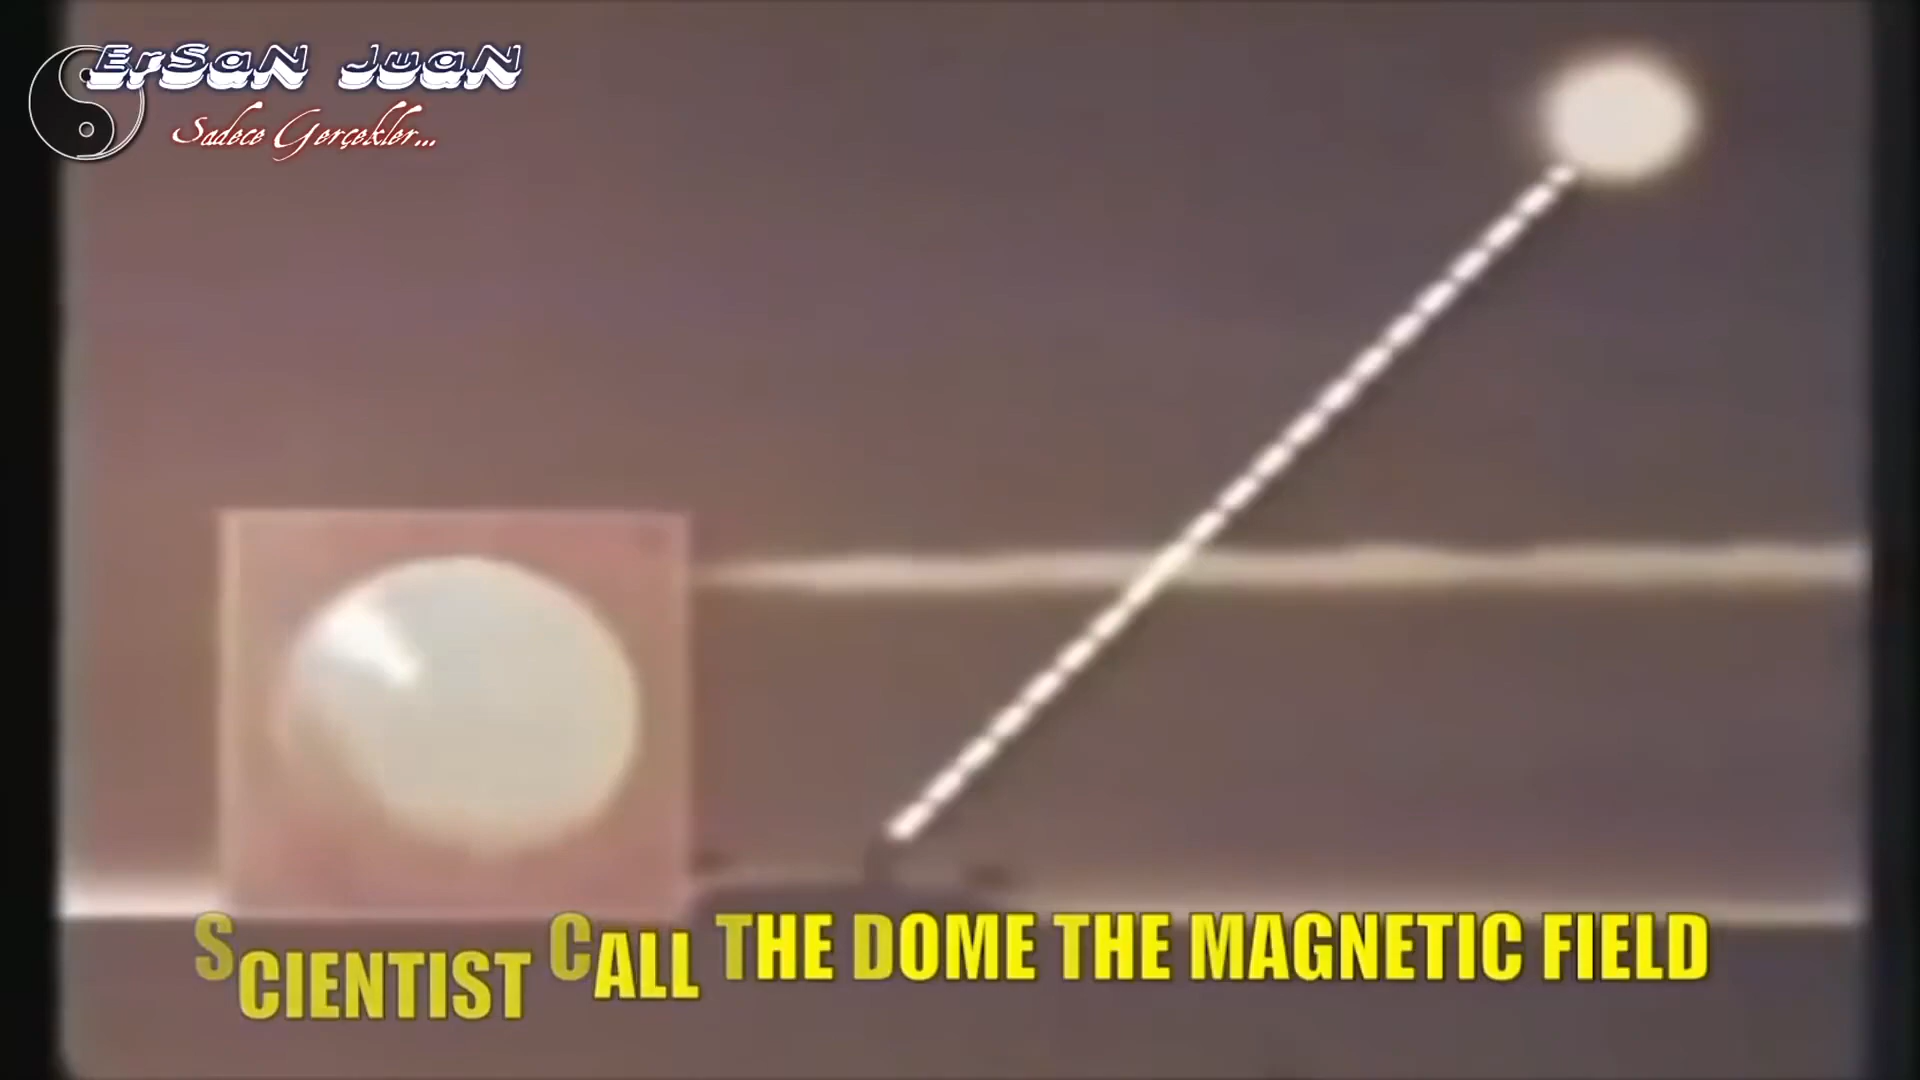 ErSaN JuaN
Sadece Gerçekler...
SCIENTIST CALL THE DOME THE MAGNETIC FIELD